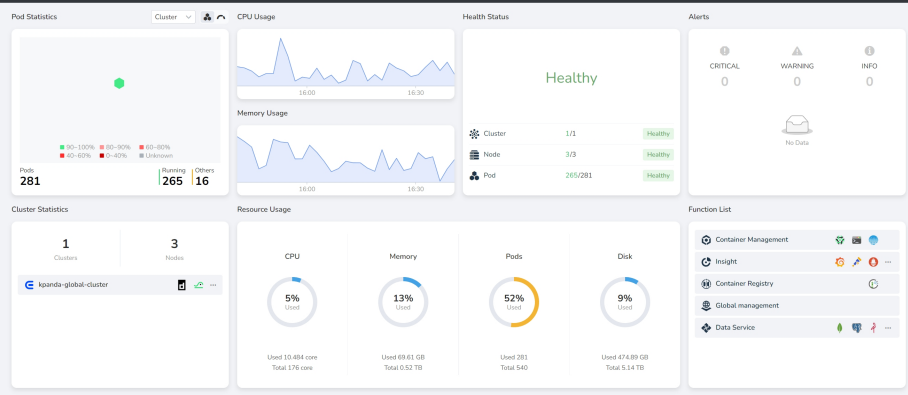 Pod Statistics
Cluster
90~100%
80~90%
60~80%
40~60%
0~40%
Unknown
Pods
281
Running
265
Others
16
CPU Usage
16:00
16:30
Memory Usage
16:00
16:30
Health Status
Healthy
Cluster
1/1
Healthy
Node
3/3
Healthy
Pod
265/281
Healthy
Alerts
CRITICAL
0
WARNING
0
INFO
0
No Data
Cluster Statistics
1
Clusters
3
Nodes
kpanda-global-cluster
Resource Usage
CPU
5%
Used
Used 10.484 core
Total 176 core
Memory
13%
Used
Used 69.61 GB
Total 0.52 TB
Pods
52%
Used
Used 281
Total 540
Disk
9%
Used
Used 474.89 GB
Total 5.14 TB
Function List
Container Management
Insight
Container Registry
Global management
Data Service